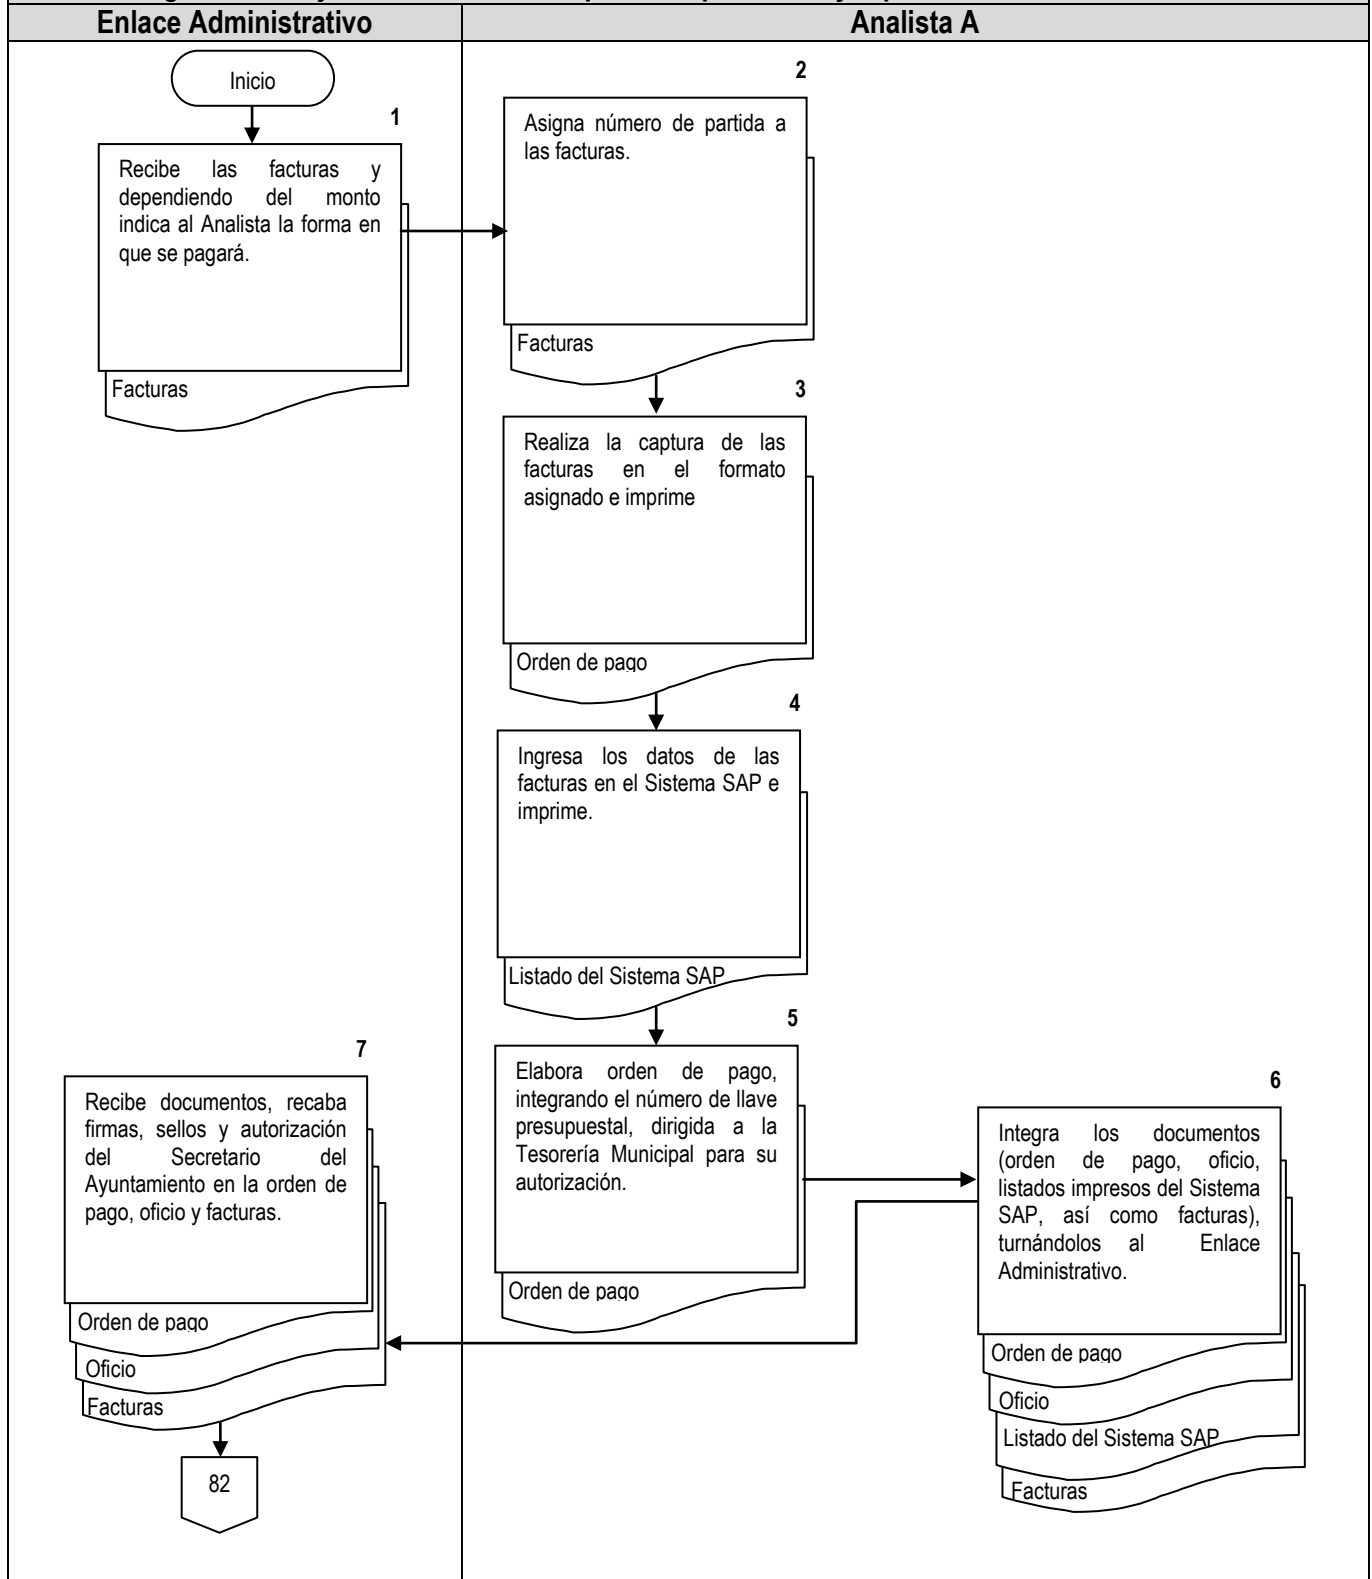 Enlace Administrativo
Analista A
Inicio
1
Recibe las facturas y
dependiendo del monto
indica al Analista la forma en
que se pagará.
Facturas
2
Asigna número de partida a
las facturas.
Facturas
3
Realiza la captura de las
facturas en el formato
asignado e imprime
Orden de pago
4
Ingresa los datos de las
facturas en el Sistema SAP e
imprime.
Listado del Sistema SAP
5
Elabora orden de pago,
integrando el número de llave
presupuestal, dirigida a la
Tesorería Municipal para su
autorización.
Orden de pago
6
Integra los documentos
(orden de pago, oficio,
listados impresos del Sistema
SAP, así como facturas),
turnándolos al Enlace
Administrativo.
Orden de pago
Oficio
Listado del Sistema SAP
Facturas
7
Recibe documentos, recaba
firmas, sellos y autorización
del Secretario del
Ayuntamiento en la orden de
pago, oficio y facturas.
Orden de pago
Oficio
Facturas
82